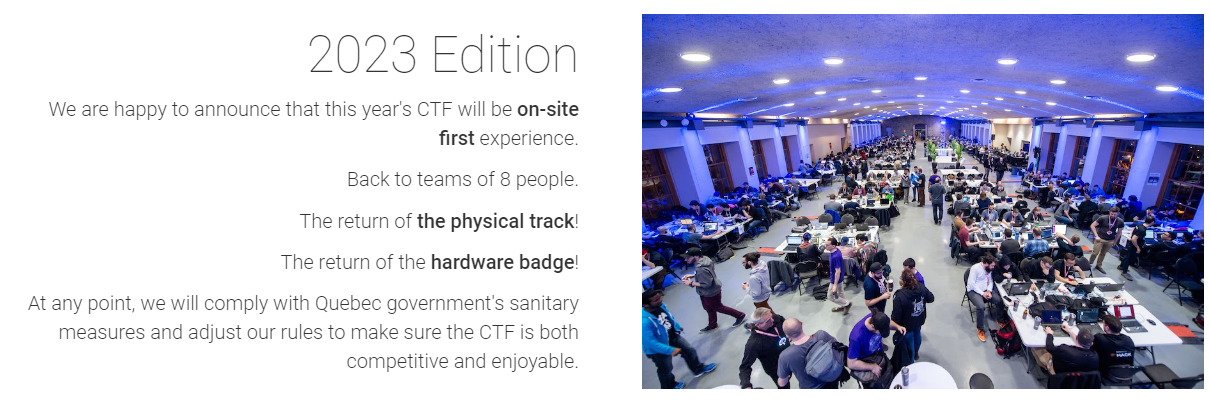 2023 Edition
We are happy to announce that this year's CTF will be on-site
first experience.
Back to teams of 8 people.
The return of the physical track!
The return of the hardware badge!
At any point, we will comply with Quebec government's sanitary
measures and adjust our rules to make sure the CTF is both
competitive and enjoyable.